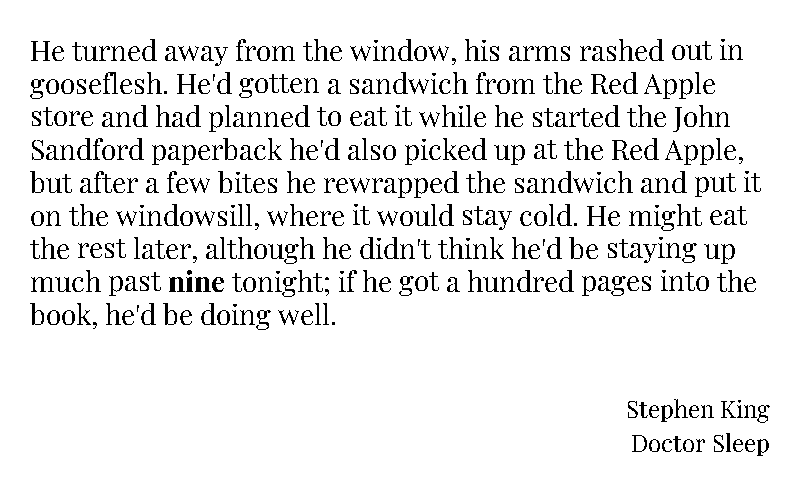 He turned away from the window, his arms rashed out in
gooseflesh. He'd gotten a sandwich from the Red Apple
store and had planned to eat it while he started the John
Sandford paperback he'd also picked up at the Red Apple,
but after a few bites he rewrapped the sandwich and put it
on the windowsill, where it would stay cold. He might eat
the rest later, although he didn't think he'd be staying up
much past nine tonight; if he got a hundred pages into the
book, he'd be doing well.
Stephen King
Doctor Sleep